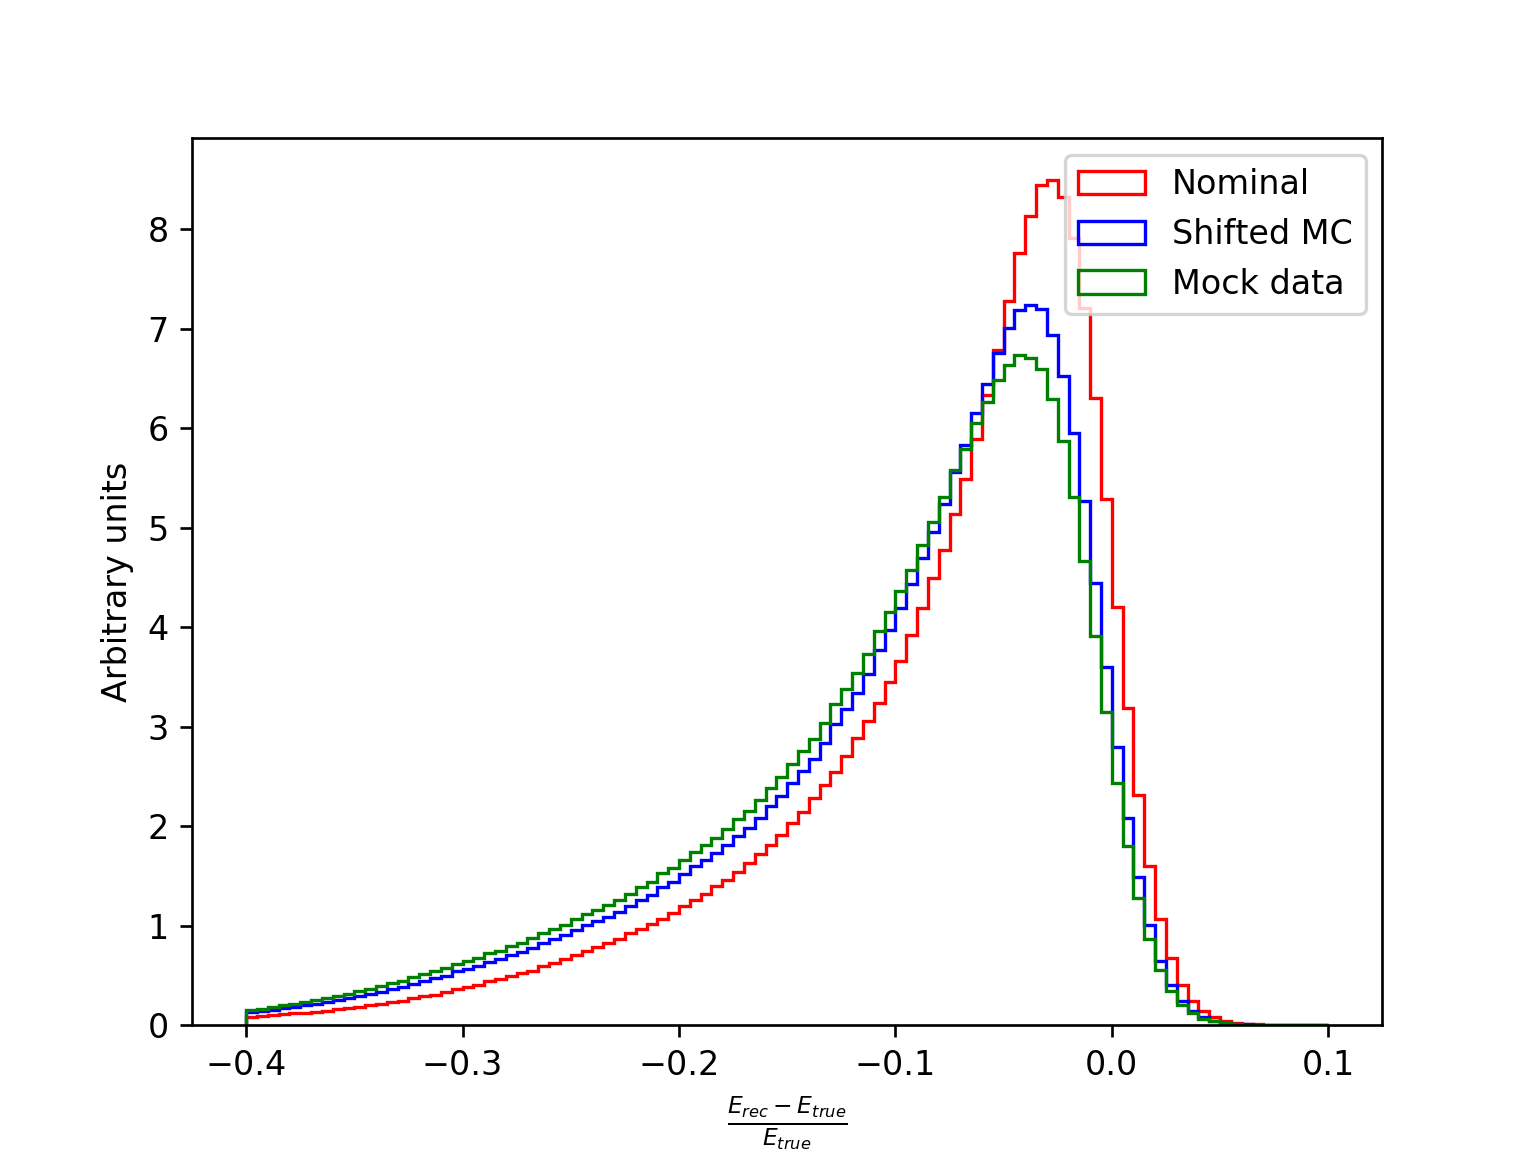 Nominal
Shifted MC
Mock data
8
7
6
5
4
3
2
1
0
Arbitrary units
−0.4 −0.3 −0.2 −0.1 0.0 0.1
E_rec − E_true
E_true